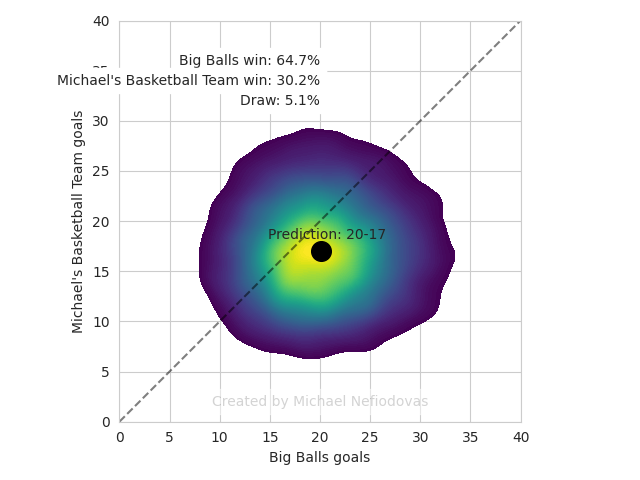 Big Balls win: 64.7%
Michael's Basketball Team win: 30.2%
Draw: 5.1%
Prediction: 20-17
Created by Michael Nefiodovas
Michael's Basketball Team goals
40
30
25
20
15
10
5
0
0 5 10 15 20 25 30 35 40
Big Balls goals